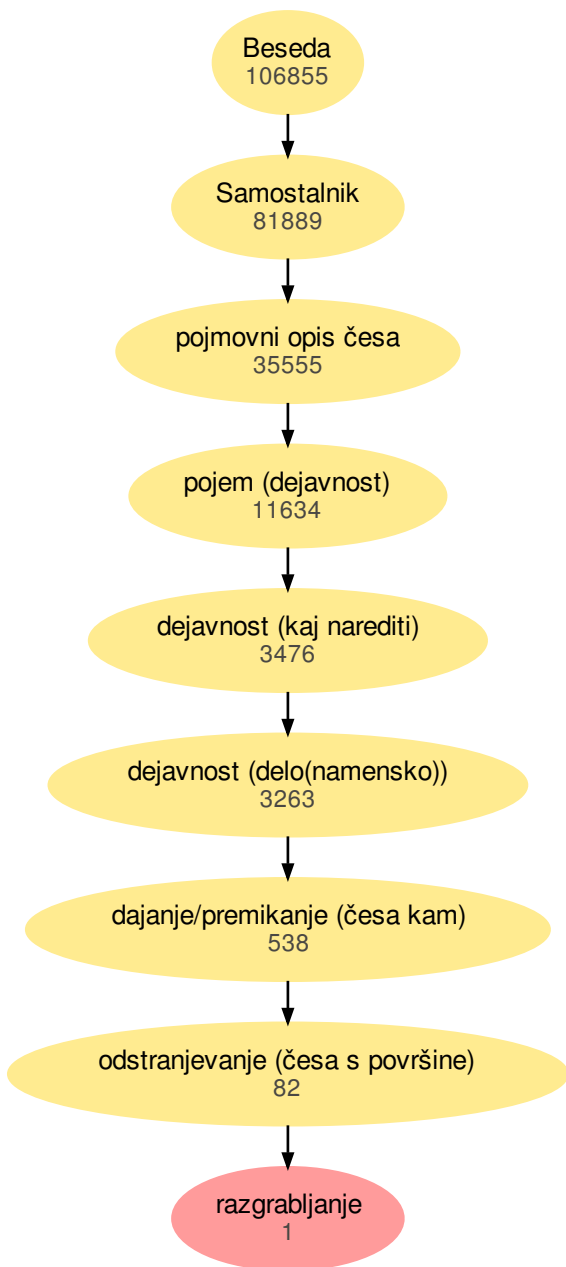 Beseda
106855
Samostalnik
81889
pojmovni opis česa
35555
pojem (dejavnost)
11634
dejavnost (kaj narediti)
3476
dejavnost (delo(namensko))
3263
dajanje/premikanje (česa kam)
538
odstranjevanje (česa s površine)
82
razgrabljanje
1